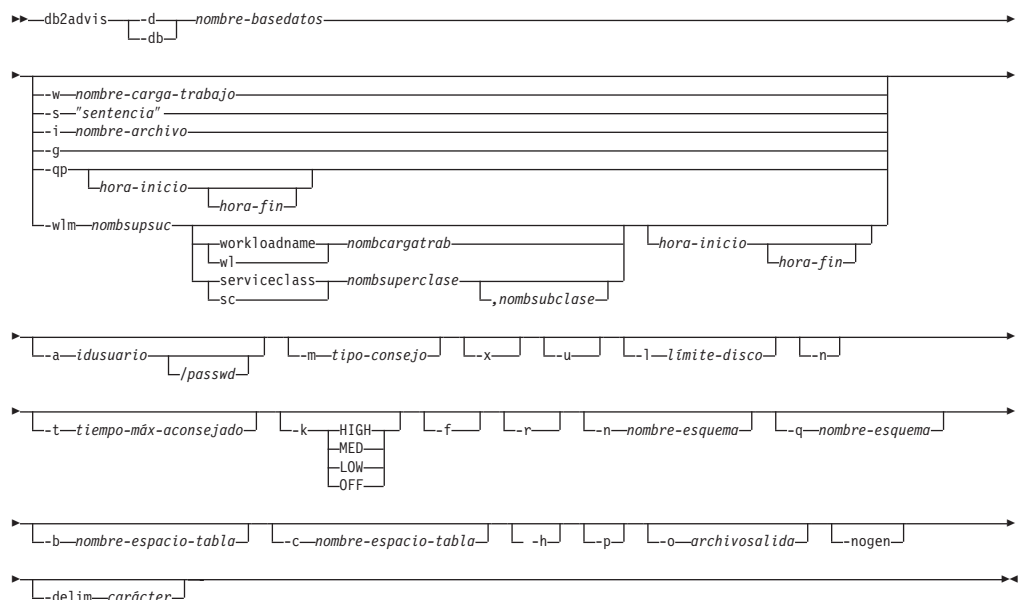 db2advis -d nombre-basedatos
-db
-w nombre-carga-trabajo
-s "sentencia"
-i nombre-archivo
-g
-qp
hora-inicio
hora-fin
-wlm nombsupsuc
workloadname nombcargatrab hora-inicio
wl hora-fin
serviceclass nombsuperclase
sc ,nombsubclase
-a idusuario -m tipo-consejo -x -u -l límite-disco -n
/passwd
-t tiempo-máx-aconsejado -k HIGH -f -r -n nombre-esquema -q nombre-esquema
MED
LOW
OFF
-b nombre-espacio-tabla -c nombre-espacio-tabla -h -p -o archivosalida -nogen
-delim carácter